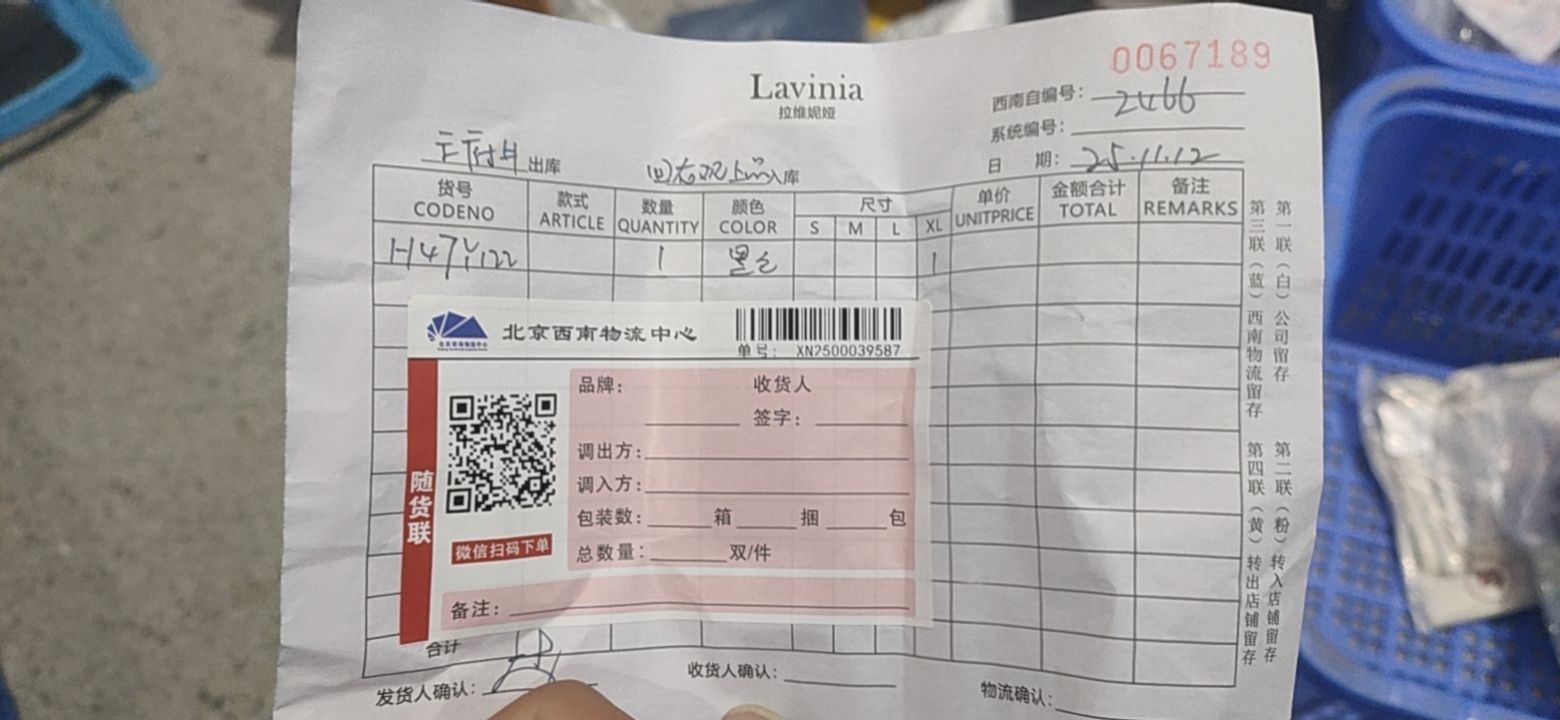 0067189
Lavinia
拉维妮娅
西南自编号: 2466
系统编号:
日 期: 25.11.12
出库
入库
货号 款式 数量 颜色 尺寸 单价 金额合计 备注
CODENO ARTICLE QUANTITY COLOR S M L XL UNITPRICE TOTAL REMARKS
1 黑色 1
北京西南物流中心
单号: XN2500039587
随货联
微信扫码下单
品牌: 收货人
签字:
调出方:
调入方:
包装数: 箱 捆 包
总数量: 双/件
备注:
合计
发货人确认: 收货人确认: 物流确认:
第一联(白)公司留存
第二联(粉)转入店铺留存
第三联(蓝)西南物流留存
第四联(黄)转出店铺留存